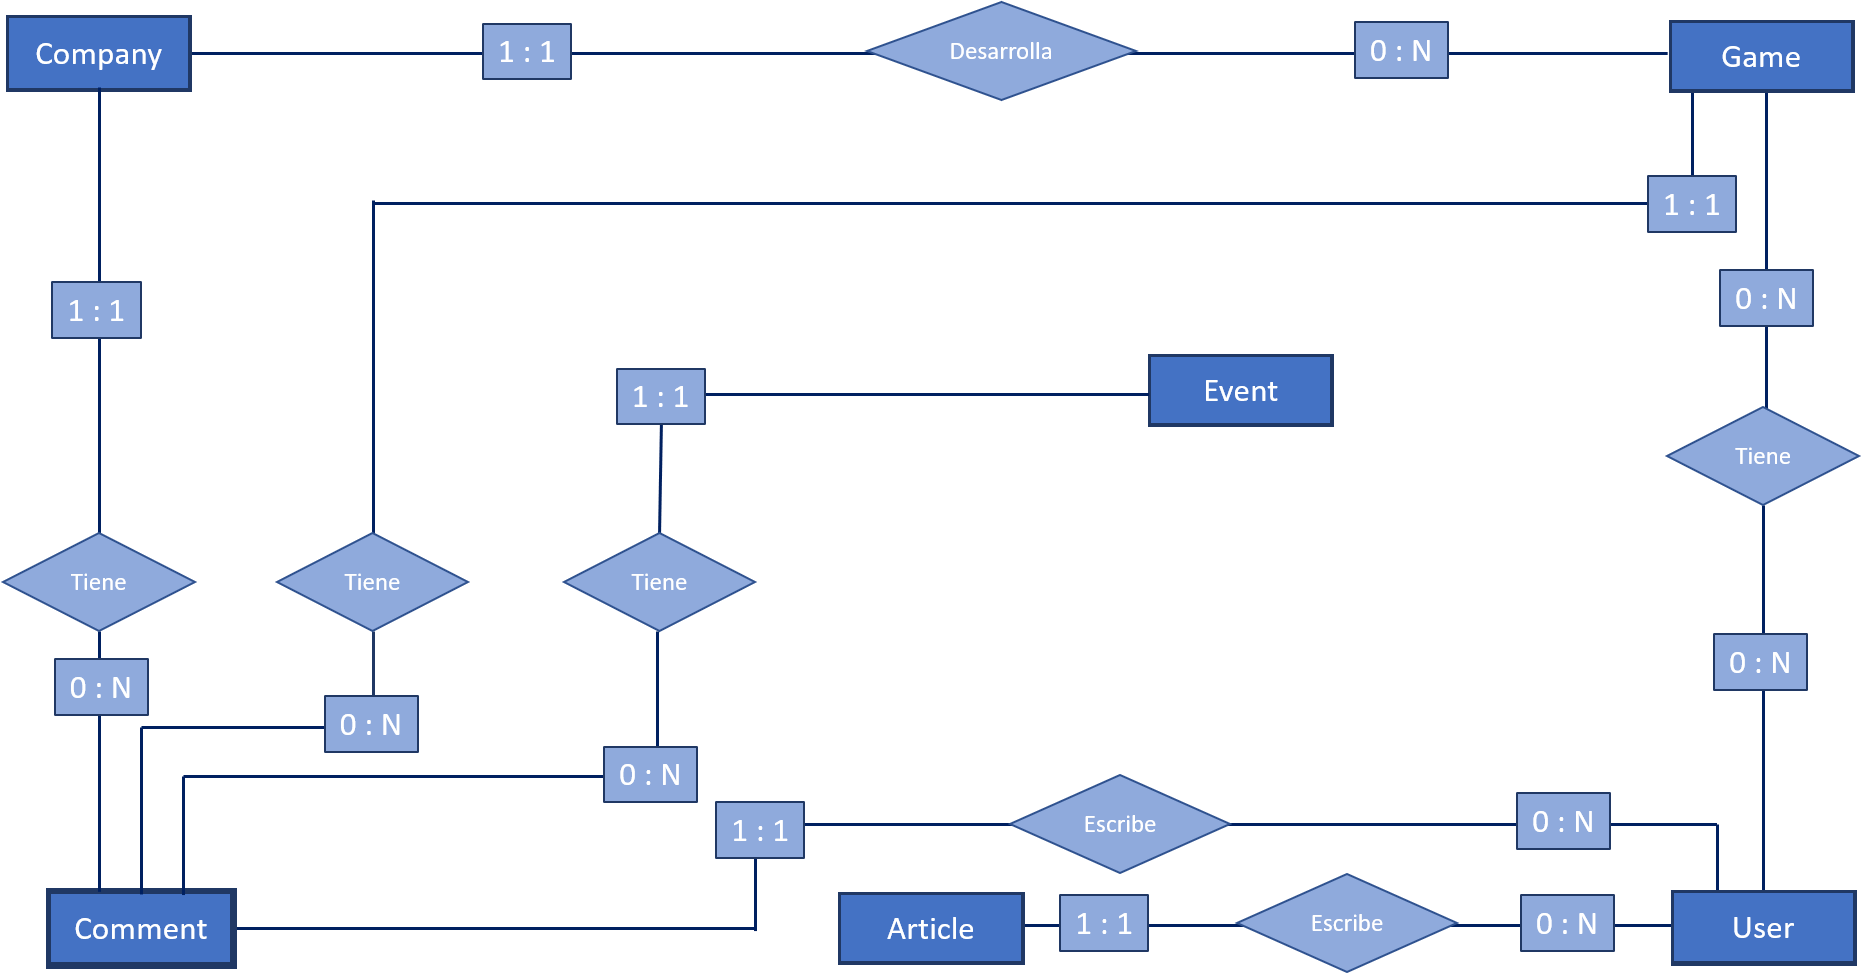 Company
1 : 1
Desarrolla
0 : N
Game
1 : 1
0 : N
1 : 1
1 : 1
Event
Tiene
Tiene
Tiene
Tiene
0 : N
0 : N
0 : N
0 : N
1 : 1
Escribe
0 : N
Comment
Article
1 : 1
Escribe
0 : N
User